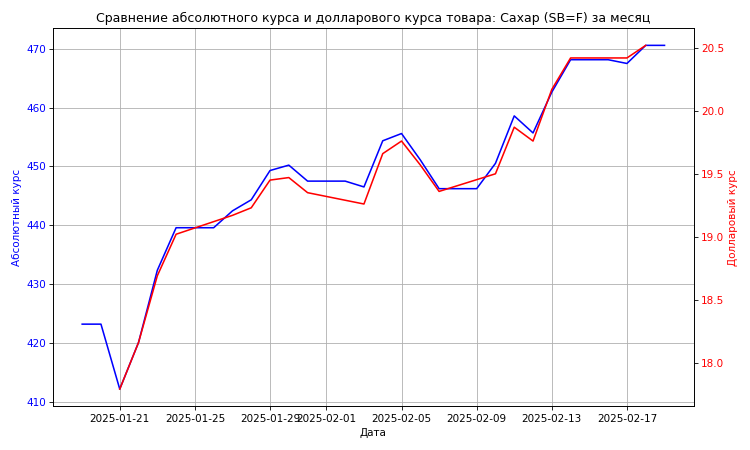 Сравнение абсолютного курса и долларового курса товара: Сахар (SB=F) за месяц
470
460
450
440
430
420
410
Абсолютный курс
20.5
20.0
19.5
19.0
18.5
18.0
Долларовый курс
2025-01-21 2025-01-25 2025-01-29 2025-02-01 2025-02-05 2025-02-09 2025-02-13 2025-02-17
Дата